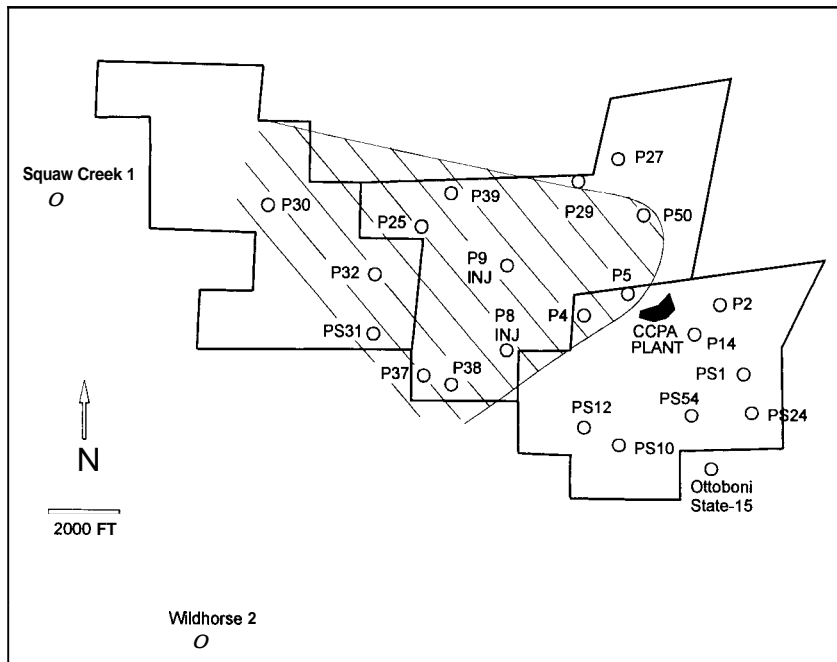 P27
Squaw Creek 1
P39
P30
P29
P50
P25
P9
INJ
P32
P5
P8
INJ
P4
P2
PS31
CCPA
PLANT
P14
P37
P38
PS1
PS12
PS54
PS24
PS10
N
Ottoboni
State-15
2000 FT
Wildhorse 2